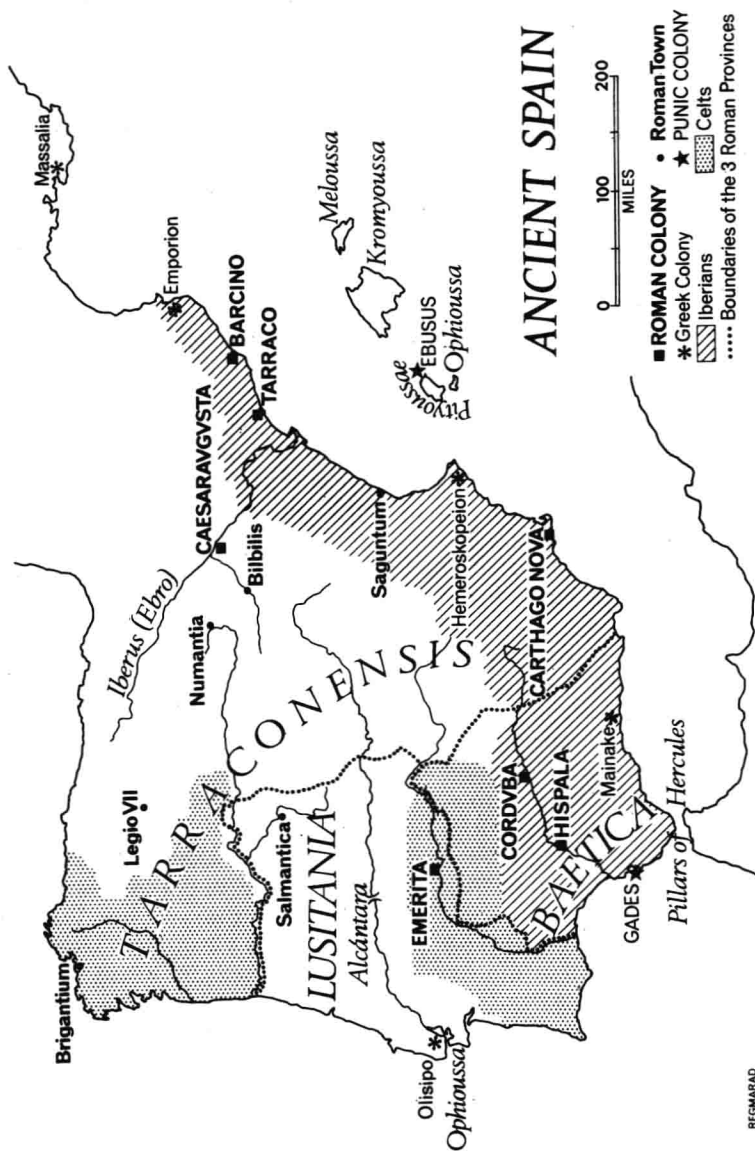 ANCIENT SPAIN
0 100 200
MILES
■ ROMAN COLONY • Roman Town
* Greek Colony ★ PUNIC COLONY
Iberians Celts
Boundaries of the 3 Roman Provinces
Massalia
Emporion
BARCINO
TARRACO
CAESARAVGVSTA
Bilbilis
Iberus (Ebro)
Numantia
Legio VII
Brigantium
TARRACONENSIS
Salmantica
LUSITANIA
Alcántara
Saguntum
Hemeroskopeion
Meloussa
Kromyoussa
Pityoussae
EBUSUS
Ophioussa
EMERITA
CORDVBA
CARTHAGO NOVA
HISPALA
BAETICA
Mainake
GADES
Pillars of Hercules
Olisipo
Ophioussa
REGMARAD